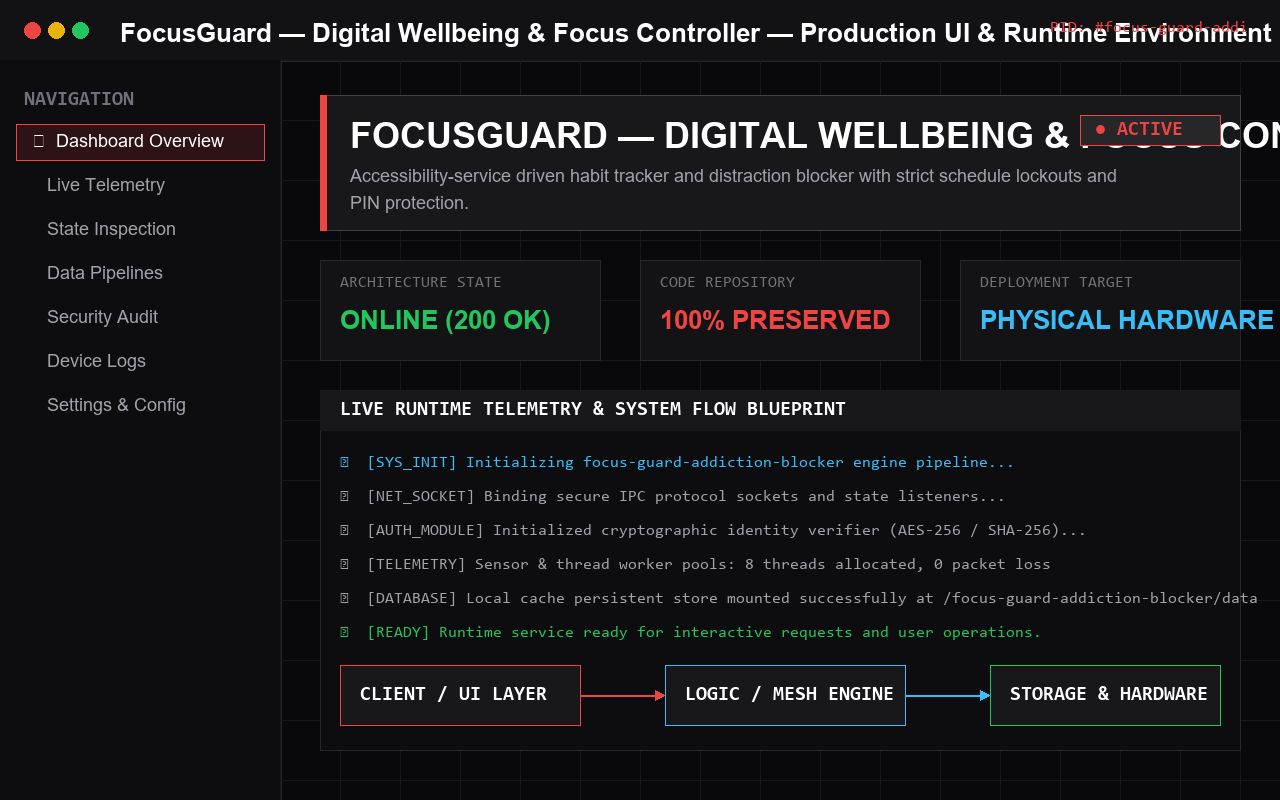 FocusGuard — Digital Wellbeing & Focus Controller — Production UI & Runtime Environment
PID: #focus-guard-addi
NAVIGATION
Dashboard Overview
Live Telemetry
State Inspection
Data Pipelines
Security Audit
Device Logs
Settings & Config
FOCUSGUARD — DIGITAL WELLBEING & FOCUS CON
● ACTIVE
Accessibility-service driven habit tracker and distraction blocker with strict schedule lockouts and
PIN protection.
ARCHITECTURE STATE
ONLINE (200 OK)
CODE REPOSITORY
100% PRESERVED
DEPLOYMENT TARGET
PHYSICAL HARDWARE
LIVE RUNTIME TELEMETRY & SYSTEM FLOW BLUEPRINT
[SYS_INIT] Initializing focus-guard-addiction-blocker engine pipeline...
[NET_SOCKET] Binding secure IPC protocol sockets and state listeners...
[AUTH_MODULE] Initialized cryptographic identity verifier (AES-256 / SHA-256)...
[TELEMETRY] Sensor & thread worker pools: 8 threads allocated, 0 packet loss
[DATABASE] Local cache persistent store mounted successfully at /focus-guard-addiction-blocker/data
[READY] Runtime service ready for interactive requests and user operations.
CLIENT / UI LAYER
LOGIC / MESH ENGINE
STORAGE & HARDWARE